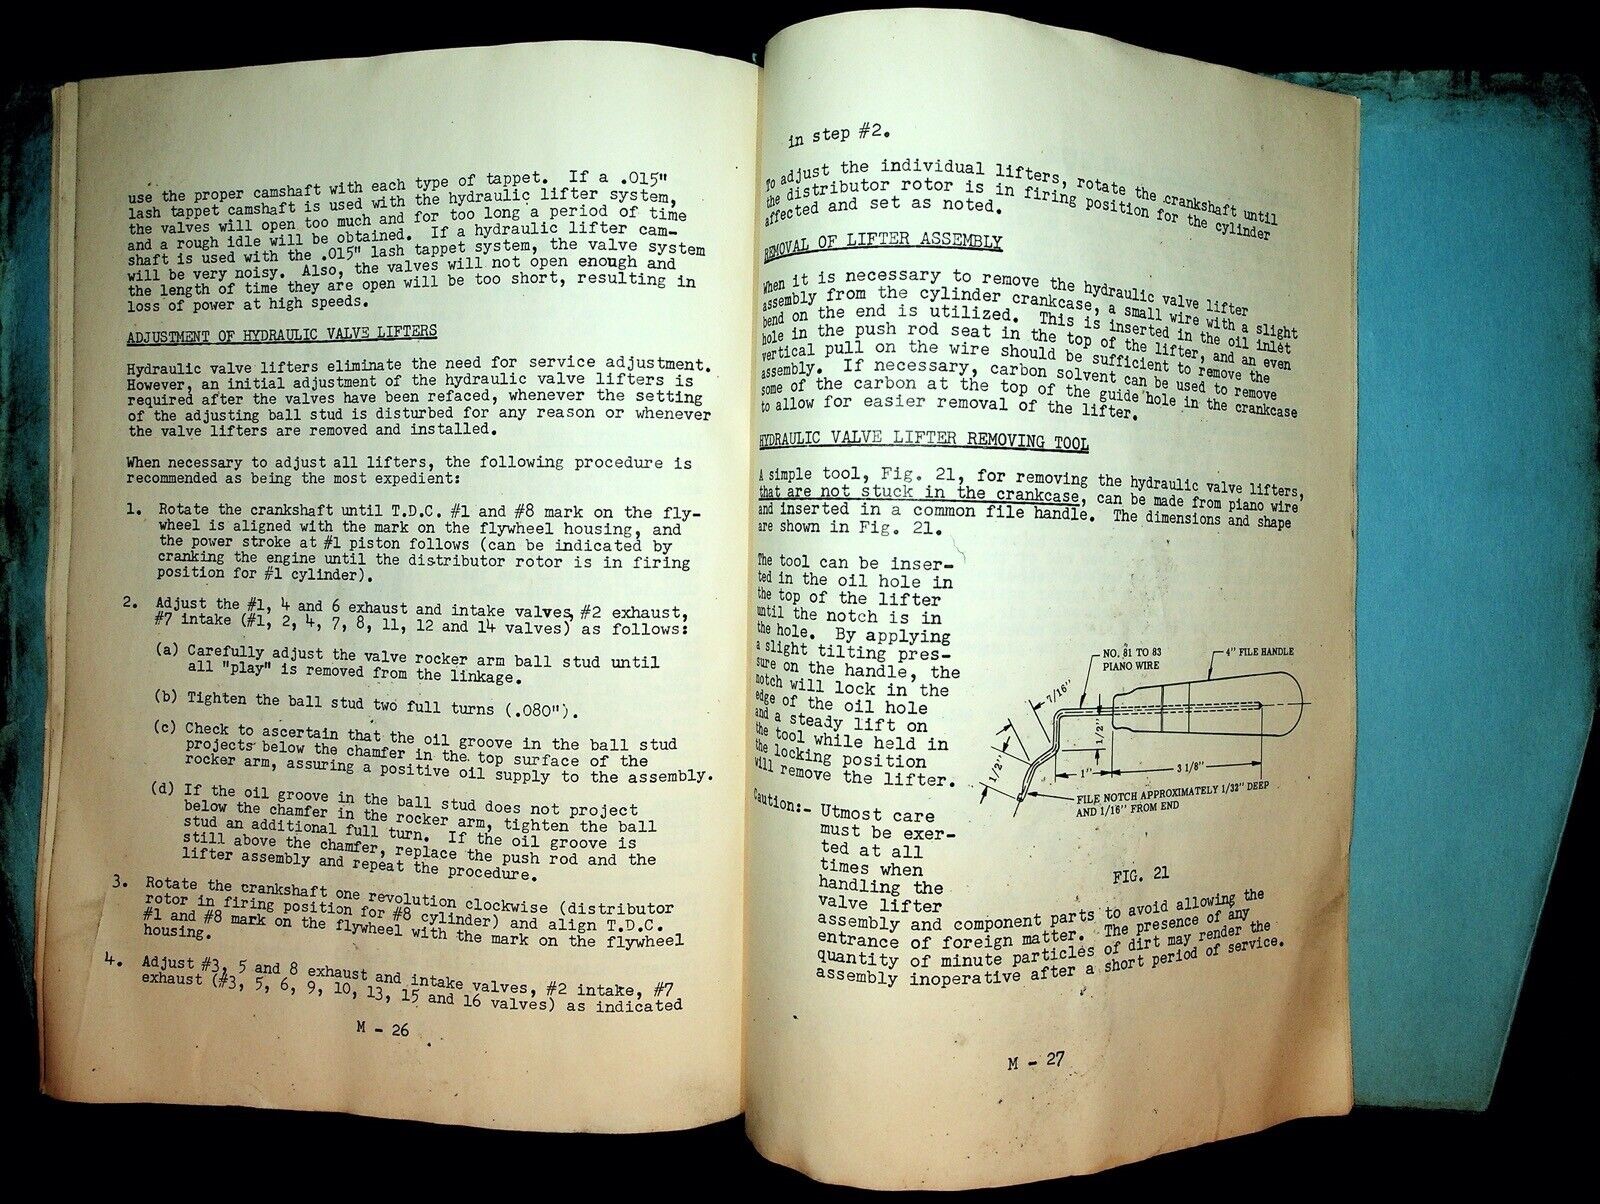 use the proper camshaft with each type of tappet. If a .015"
lash tappet camshaft is used with the hydraulic lifter system,
the valves will open too much and for too long a period of time
and a rough idle will be obtained. If a hydraulic lifter cam-
shaft is used with the .015" lash tappet system, the valve system
will be very noisy. Also, the valves will not open enough and
the length of time they are open will be too short, resulting in
loss of power at high speeds.
ADJUSTMENT OF HYDRAULIC VALVE LIFTERS
Hydraulic valve lifters eliminate the need for service adjustment.
However, an initial adjustment of the hydraulic valve lifters is
required after the valves have been refaced, whenever the setting
of the adjusting ball stud is disturbed for any reason or whenever
the valve lifters are removed and installed.
When necessary to adjust all lifters, the following procedure is
recommended as being the most expedient:
1. Rotate the crankshaft until T.D.C. #1 and #8 mark on the fly-
wheel is aligned with the mark on the flywheel housing, and
the power stroke at #1 piston follows (can be indicated by
cranking the engine until the distributor rotor is in firing
position for #1 cylinder).
2. Adjust the #1, 4 and 6 exhaust and intake valves, #2 exhaust,
#7 intake (#1, 2, 4, 7, 8, 11, 12 and 14 valves) as follows:
(a) Carefully adjust the valve rocker arm ball stud until
all "play" is removed from the linkage.
(b) Tighten the ball stud two full turns (.080").
(c) Check to ascertain that the oil groove in the ball stud
projects below the chamfer in the top surface of the
rocker arm, assuring a positive oil supply to the assembly.
(d) If the oil groove in the ball stud does not project
below the chamfer in the rocker arm, tighten the ball
stud an additional full turn. If the oil groove is
still above the chamfer, replace the push rod and the
lifter assembly and repeat the procedure.
3. Rotate the crankshaft one revolution clockwise (distributor
rotor in firing position for #8 cylinder) and align T.D.C.
#1 and #8 mark on the flywheel with the mark on the flywheel
housing.
4. Adjust #3, 5 and 8 exhaust and intake valves, #2 intake, #7
exhaust (#3, 5, 6, 9, 10, 13, 15 and 16 valves) as indicated
M - 26
in step #2.
To adjust the individual lifters, rotate the crankshaft until
the distributor rotor is in firing position for the cylinder
affected and set as noted.
REMOVAL OF LIFTER ASSEMBLY
When it is necessary to remove the hydraulic valve lifter
assembly from the cylinder crankcase, a small wire with a slight
bend on the end is utilized. This is inserted in the oil inlet
hole in the push rod seat in the top of the lifter, and an even
vertical pull on the wire should be sufficient to remove the
assembly. If necessary, carbon solvent can be used to remove
some of the carbon at the top of the guide hole in the crankcase
to allow for easier removal of the lifter.
HYDRAULIC VALVE LIFTER REMOVING TOOL
A simple tool, Fig. 21, for removing the hydraulic valve lifters,
that are not stuck in the crankcase, can be made from piano wire
and inserted in a common file handle. The dimensions and shape
are shown in Fig. 21.
The tool can be inser-
ted in the oil hole in
the top of the lifter
until the notch is in
the hole. By applying
a slight tilting pres-
sure on the handle, the
notch will lock in the
edge of the oil hole
and a steady lift on
the tool while held in
the locking position
will remove the lifter.
NO. 81 TO 83
PIANO WIRE
4" FILE HANDLE
7/16"
1/2"
1/2"
1"
3 1/8"
FILE NOTCH APPROXIMATELY 1/32" DEEP
AND 1/16" FROM END
FIG. 21
Caution:- Utmost care
must be exer-
ted at all
times when
handling the
valve lifter
assembly and component parts to avoid allowing the
entrance of foreign matter. The presence of any
quantity of minute particles of dirt may render the
assembly inoperative after a short period of service.
M - 27